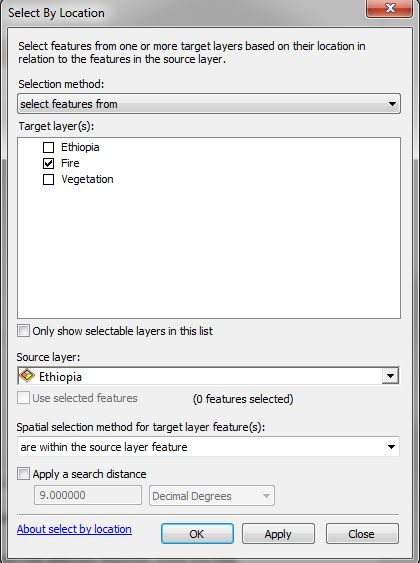 Select By Location
Select features from one or more target layers based on their location in
relation to the features in the source layer.
Selection method:
select features from
Target layer(s):
Ethiopia
Fire
Vegetation
Only show selectable layers in this list
Source layer:
Ethiopia
Use selected features (0 features selected)
Spatial selection method for target layer feature(s):
are within the source layer feature
Apply a search distance
9.000000 Decimal Degrees
About select by location OK Apply Close